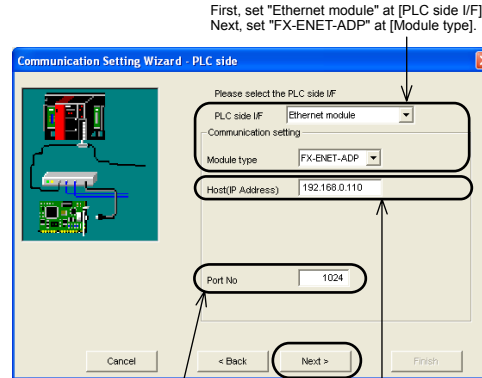 First, set "Ethernet module" at [PLC side I/F]
Next, set "FX-ENET-ADP" at [Module type].
Communication Setting Wizard - PLC side
Please select the PLC side I/F
PLC side I/F Ethernet module
Communication setting
Module type FX-ENET-ADP
Host(IP Address) 192.168.0.110
Port No 1024
Cancel < Back Next > Finish